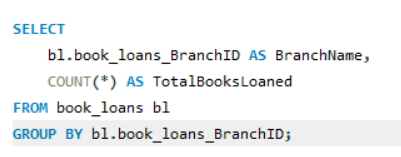 SELECT
bl.book_loans_BranchID AS BranchName,
COUNT(*) AS TotalBooksLoaned
FROM book_loans bl
GROUP BY bl.book_loans_BranchID;